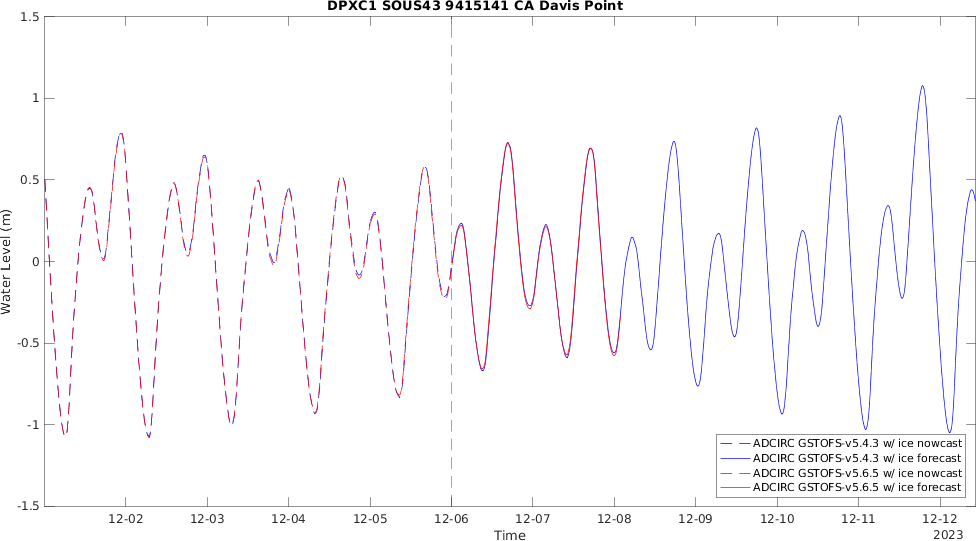 DPXC1 SOUS43 9415141 CA Davis Point
1.5
1
0.5
0
-0.5
-1
-1.5
Water Level (m)
12-02 12-03 12-04 12-05 12-06 12-07 12-08 12-09 12-10 12-11 12-12
Time
2023
ADCIRC GSTOFS-v5.4.3 w/ ice nowcast
ADCIRC GSTOFS-v5.4.3 w/ ice forecast
ADCIRC GSTOFS-v5.6.5 w/ ice nowcast
ADCIRC GSTOFS-v5.6.5 w/ ice forecast